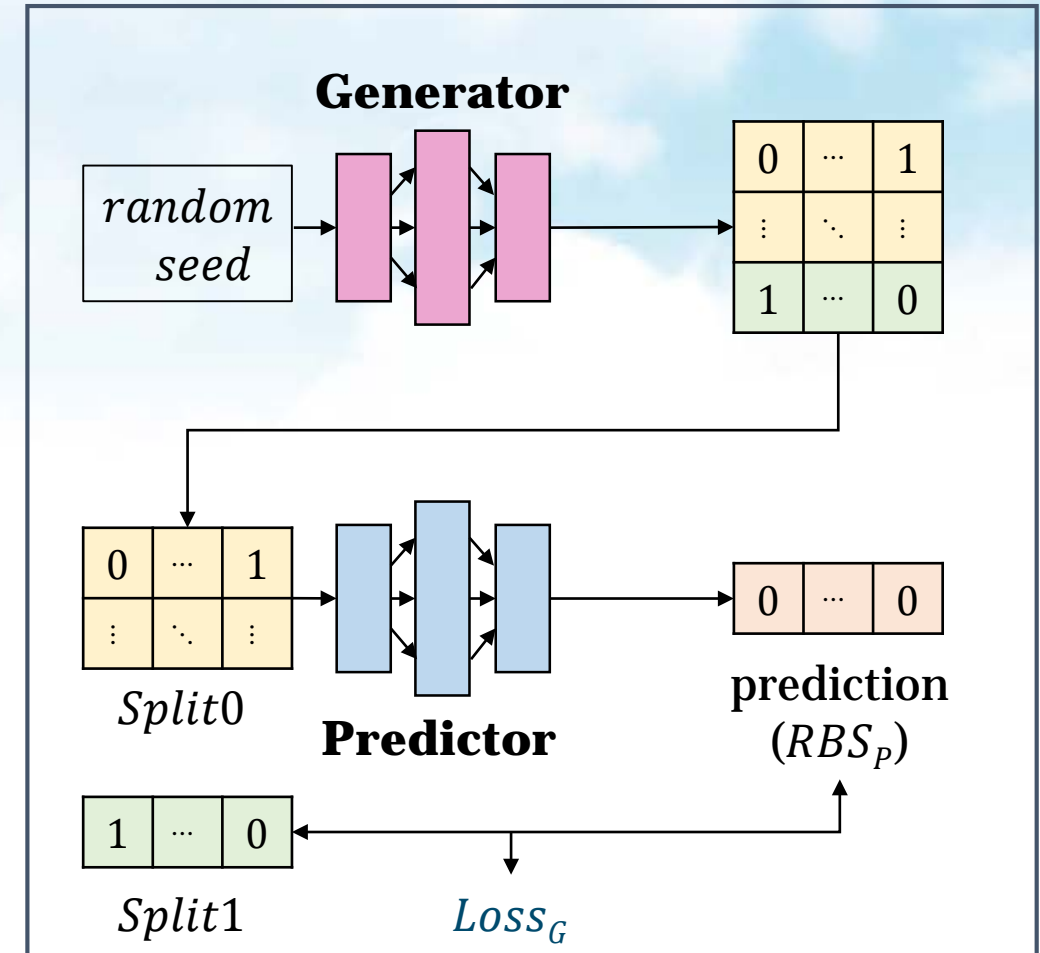 Generator
random
seed
0 ⋯ 1
⋮ ⋱ ⋮
1 ⋯ 0
0 ⋯ 1
⋮ ⋱ ⋮
Split0
Predictor
0 ⋯ 0
prediction
(RBS_P)
1 ⋯ 0
Split1
Loss_G